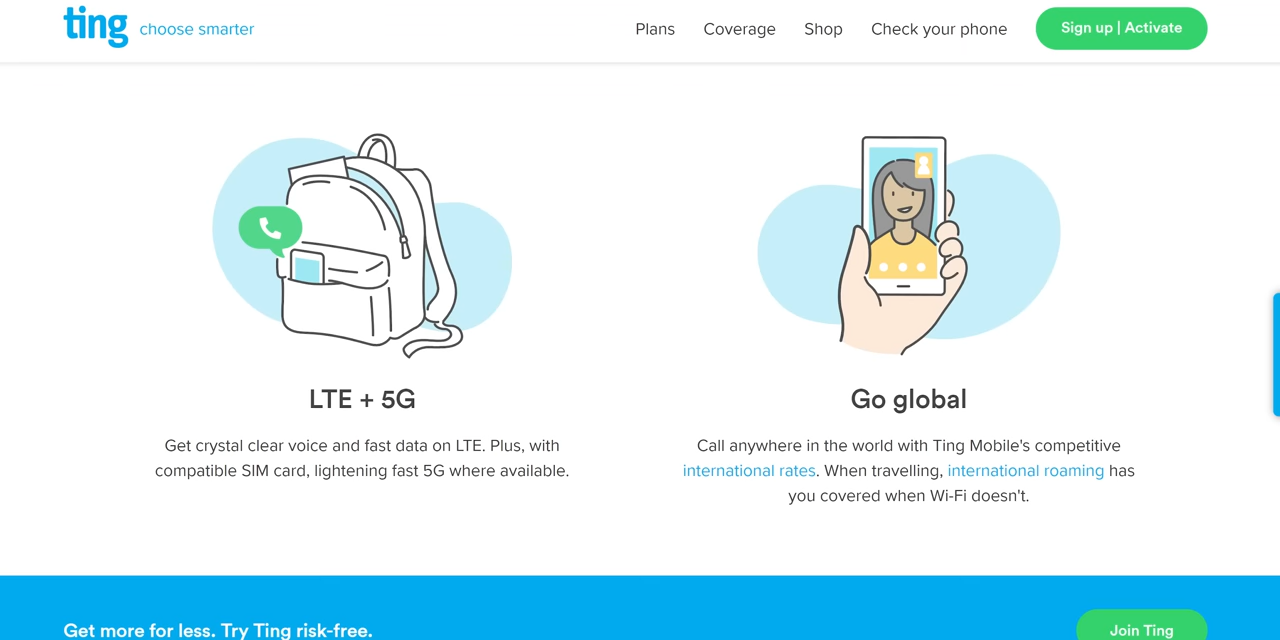 ting choose smarter
Plans Coverage Shop Check your phone Sign up | Activate
LTE + 5G
Get crystal clear voice and fast data on LTE. Plus, with
compatible SIM card, lightening fast 5G where available.
Go global
Call anywhere in the world with Ting Mobile's competitive
international rates. When travelling, international roaming has
you covered when Wi-Fi doesn't.
Get more for less. Try Ting risk-free.
Join Ting